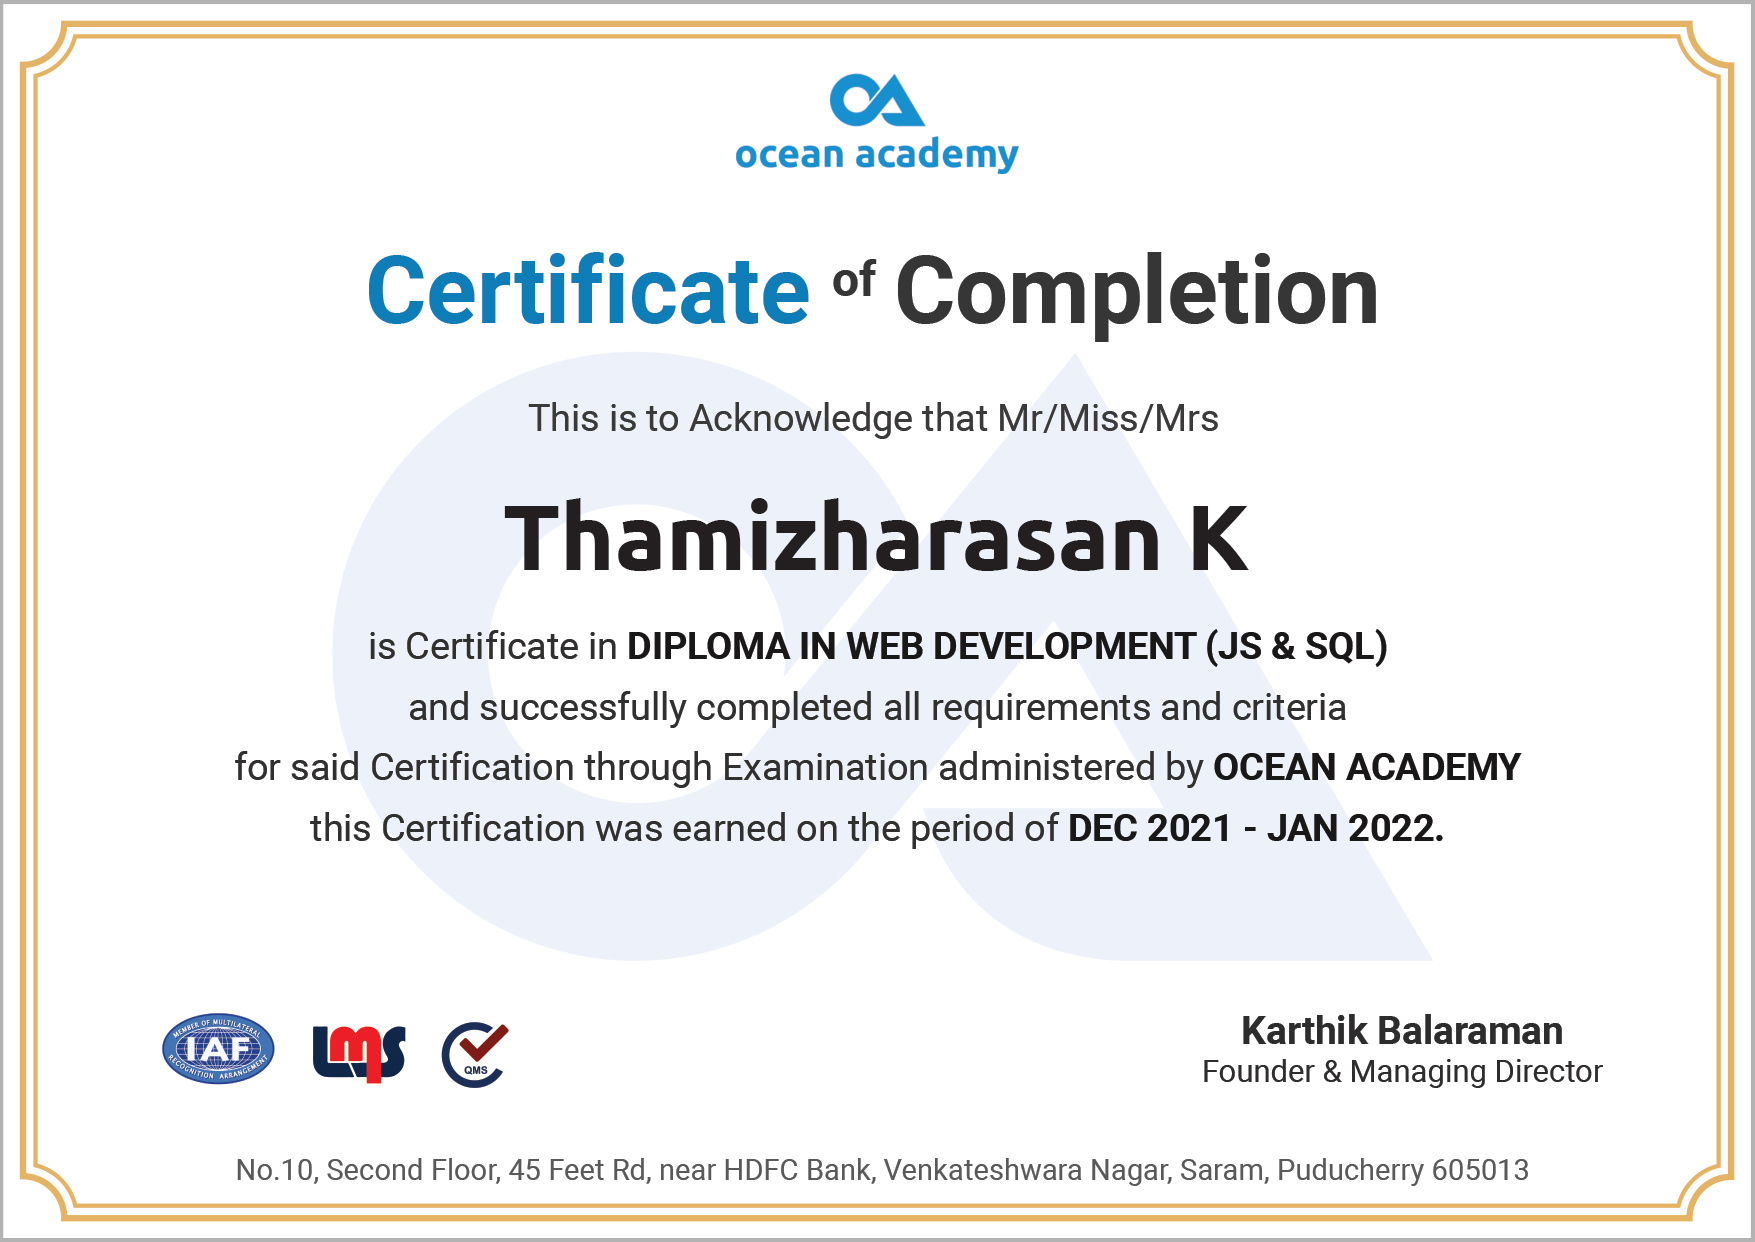 ocean academy
Certificate of Completion
This is to Acknowledge that Mr/Miss/Mrs
Thamizharasan K
is Certificate in DIPLOMA IN WEB DEVELOPMENT (JS & SQL)
and successfully completed all requirements and criteria
for said Certification through Examination administered by OCEAN ACADEMY
this Certification was earned on the period of DEC 2021 - JAN 2022.
MEMBER OF MULTILATERAL
IAF
RECOGNITION ARRANGEMENT
LMS
QMS
Karthik Balaraman
Founder & Managing Director
No.10, Second Floor, 45 Feet Rd, near HDFC Bank, Venkateshwara Nagar, Saram, Puducherry 605013